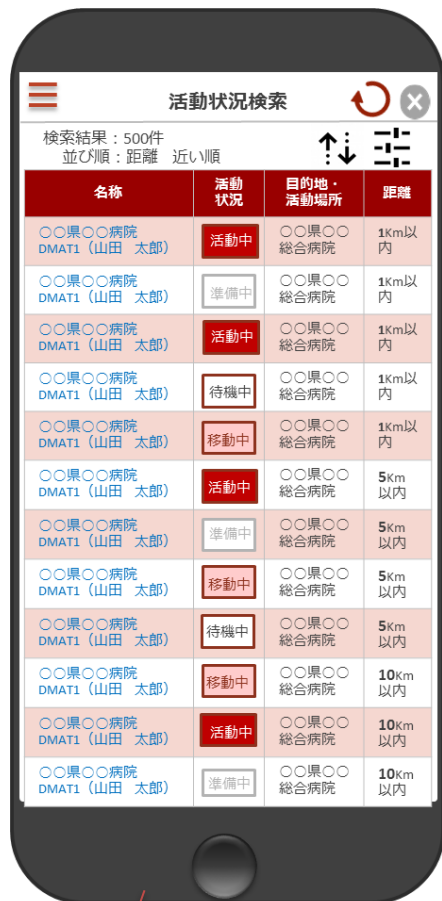 活動状況検索
検索結果：500件
並び順：距離　近い順
名称
活動
状況
目的地・
活動場所
距離
○○県○○病院
DMAT1（山田　太郎）
活動中
○○県○○
総合病院
1Km以
内
○○県○○病院
DMAT1（山田　太郎）
準備中
○○県○○
総合病院
1Km以
内
○○県○○病院
DMAT1（山田　太郎）
活動中
○○県○○
総合病院
1Km以
内
○○県○○病院
DMAT1（山田　太郎）
待機中
○○県○○
総合病院
1Km以
内
○○県○○病院
DMAT1（山田　太郎）
移動中
○○県○○
総合病院
1Km以
内
○○県○○病院
DMAT1（山田　太郎）
活動中
○○県○○
総合病院
5Km
以内
○○県○○病院
DMAT1（山田　太郎）
準備中
○○県○○
総合病院
5Km
以内
○○県○○病院
DMAT1（山田　太郎）
移動中
○○県○○
総合病院
5Km
以内
○○県○○病院
DMAT1（山田　太郎）
待機中
○○県○○
総合病院
5Km
以内
○○県○○病院
DMAT1（山田　太郎）
移動中
○○県○○
総合病院
10Km
以内
○○県○○病院
DMAT1（山田　太郎）
活動中
○○県○○
総合病院
10Km
以内
○○県○○病院
DMAT1（山田　太郎）
準備中
○○県○○
総合病院
10Km
以内